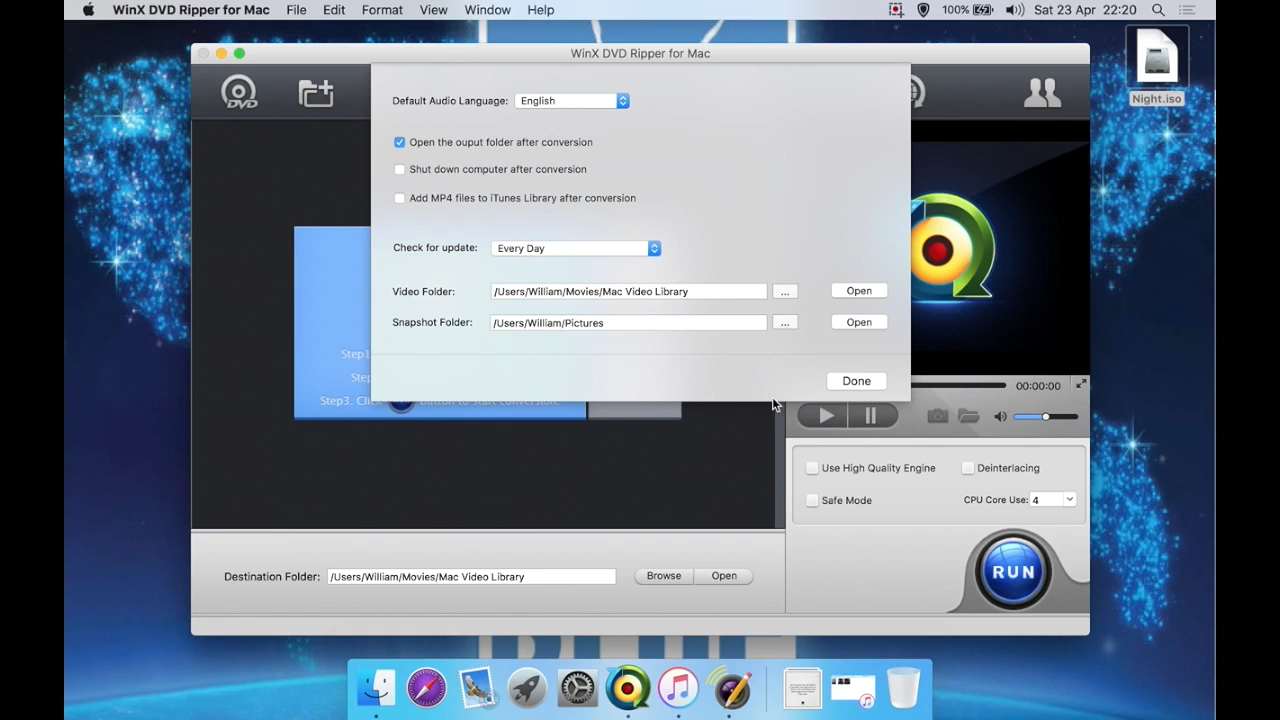 WinX DVD Ripper for Mac File Edit Format View Window Help 100% Sat 23 Apr 22:20
WinX DVD Ripper for Mac
Night.iso
DVD
Default Audio Language: English
Open the ouput folder after conversion
Shut down computer after conversion
Add MP4 files to iTunes Library after conversion
Check for update: Every Day
Video Folder: /Users/William/Movies/Mac Video Library ... Open
Snapshot Folder: /Users/William/Pictures ... Open
Done
Step1
Step
Step3. Click button to start conversion.
00:00:00
Use High Quality Engine Deinterlacing
Safe Mode CPU Core Use: 4
RUN
Destination Folder: /Users/William/Movies/Mac Video Library Browse Open